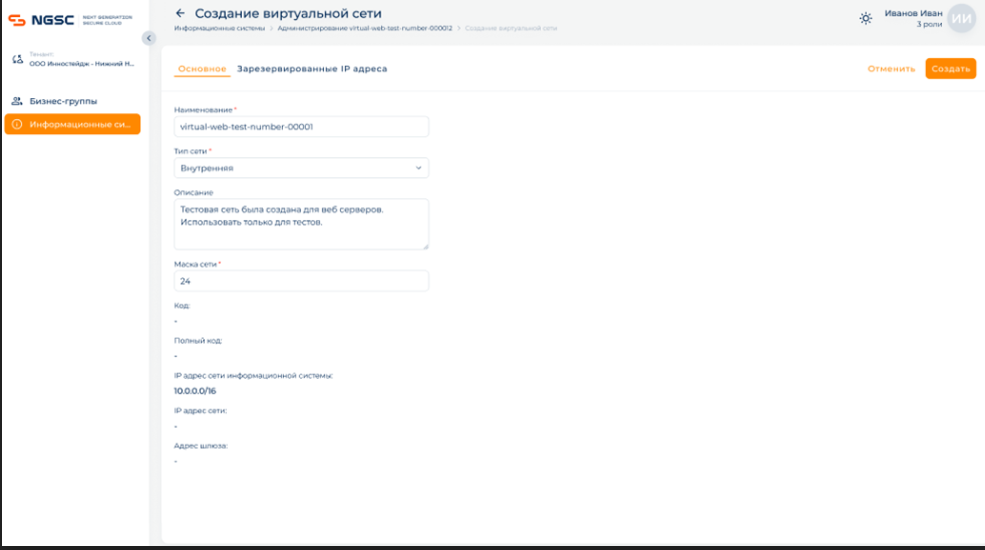 NGSC NEXT GENERATION SECURE CLOUD
Тенант
ООО Инностейдж - Нижний Н...
Бизнес-группы
Информационные си...
← Создание виртуальной сети
Информационные системы / Администрирование virtual-web-test-number-000012 / Создание виртуальной сети
Иванов Иван
3 роли
ИИ
Основное Зарезервированные IP адреса
Отменить Создать
Наименование *
virtual-web-test-number-00001
Тип сети *
Внутренняя
Описание
Тестовая сеть была создана для веб серверов.
Использовать только для тестов.
Маска сети *
24
Код:
-
Полный код:
-
IP адрес сети информационной системы:
10.0.0.0/16
IP адрес сети:
-
Адрес шлюза:
-